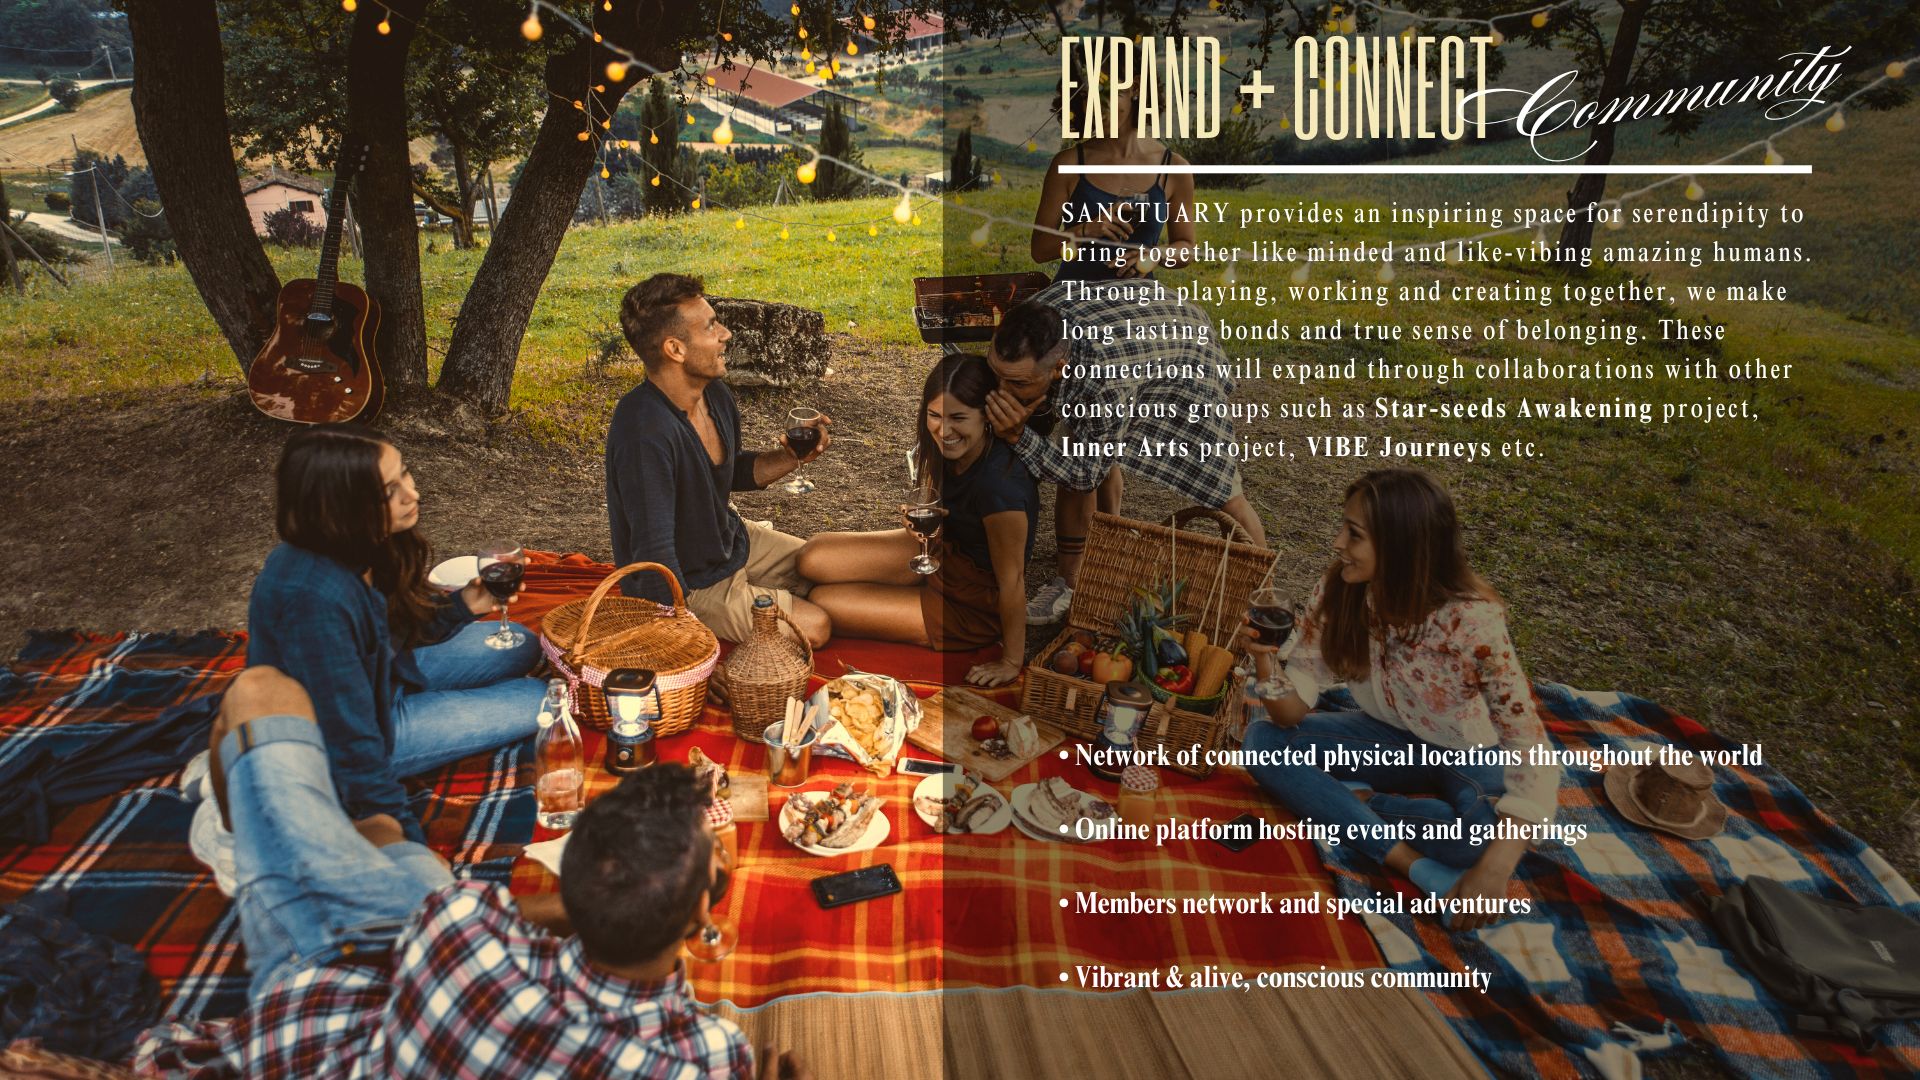 EXPAND + CONNECT Community
SANCTUARY provides an inspiring space for serendipity to
bring together like minded and like-vibing amazing humans.
Through playing, working and creating together, we make
long lasting bonds and true sense of belonging. These
connections will expand through collaborations with other
conscious groups such as Star-seeds Awakening project,
Inner Arts project, VIBE Journeys etc.
• Network of connected physical locations throughout the world
• Online platform hosting events and gatherings
• Members network and special adventures
• Vibrant & alive, conscious community